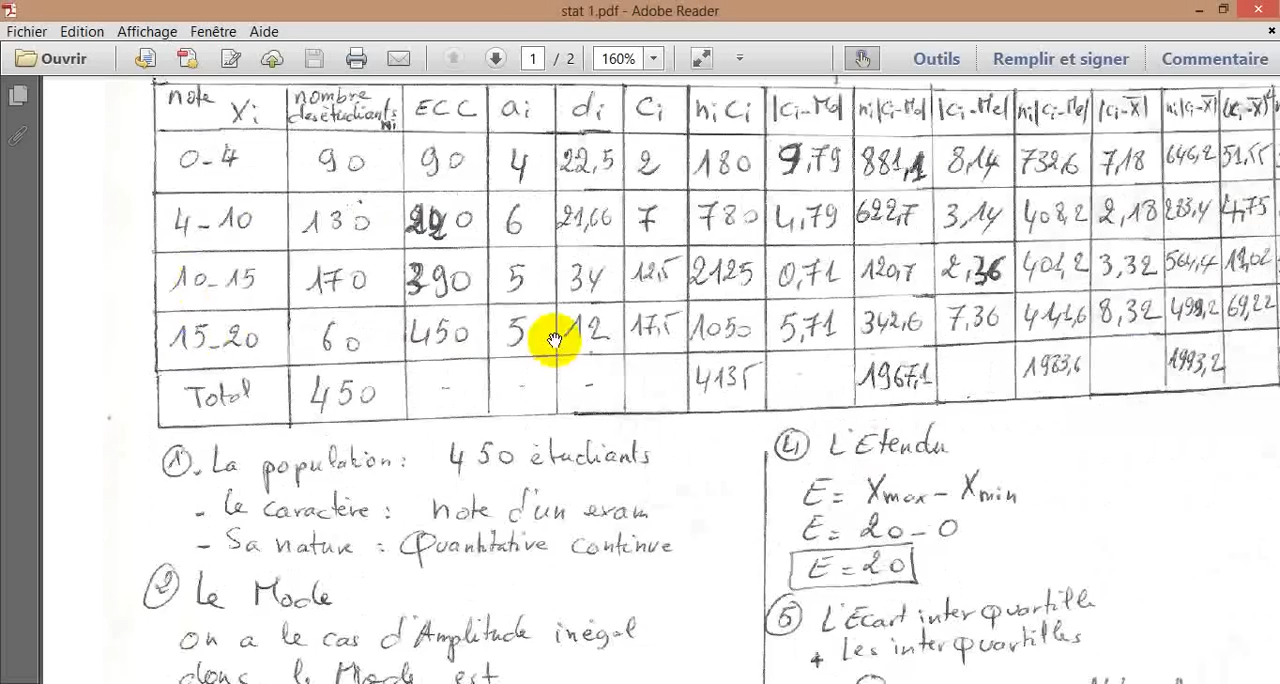 stat 1.pdf - Adobe Reader
Fichier Edition Affichage Fenêtre Aide
Ouvrir 1 / 2 160% Outils Remplir et signer Commentaire
note Xi nombre des étudiants Ni ECC ai di Ci niCi |Ci-Mo| ni|Ci-Mo| |Ci-Me| ni|Ci-Me| |Ci-X̄| ni|Ci-X̄|
0-4 90 90 4 22,5 2 180 9,79 881,1 8,14 732,6 7,18 646,2 51,55
4-10 130 220 6 21,66 7 780 4,79 622,7 3,14 408,2 2,18 283,4 4,75
10-15 170 390 5 34 12,5 2125 0,71 120,7 2,36 401,2 3,32 564,4 11,02
15-20 60 450 5 12 17,5 1050 5,71 342,6 7,36 441,6 8,32 499,2 69,22
Total 450 - - - 4135 1967,1 1983,6 1993,2
①. La population : 450 étudiants
- Le caractère : note d'un exam
- Sa nature = Quantitative continue
② Le Mode
on a le cas d'Amplitude inégal
donc le Mode est
④ L'Etendu
E = Xmax - Xmin
E = 20 - 0
E = 20
⑤ L'Ecart interquartille
+ Les interquartilles